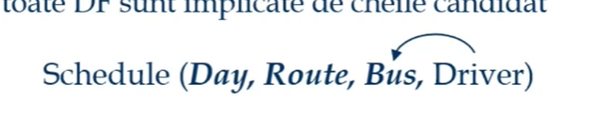 toate DF sunt implicate de cheile candidat
Schedule (Day, Route, Bus, Driver)